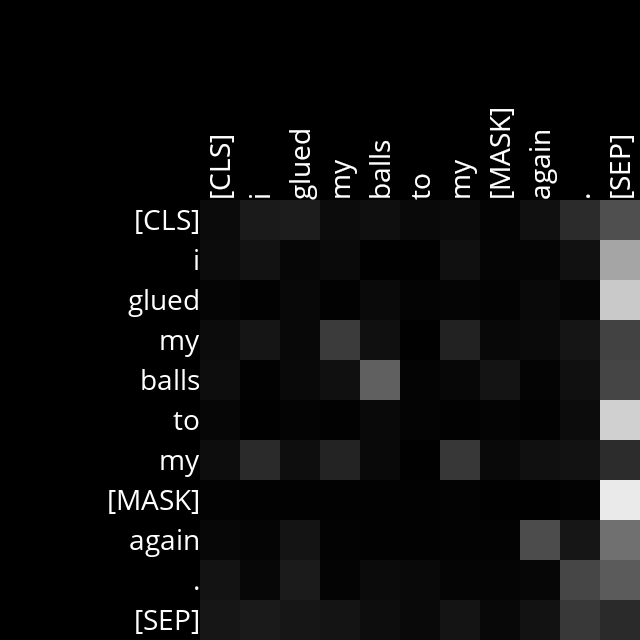 [CLS] i glued my balls to my [MASK] again . [SEP]
[CLS]
i
glued
my
balls
to
my
[MASK]
again
.
[SEP]